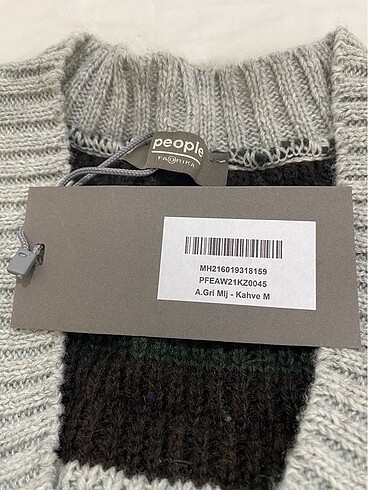 people
FABRIKA
MH216019318159
PFEAW21KZ0045
A.Gri Mlj - Kahve M